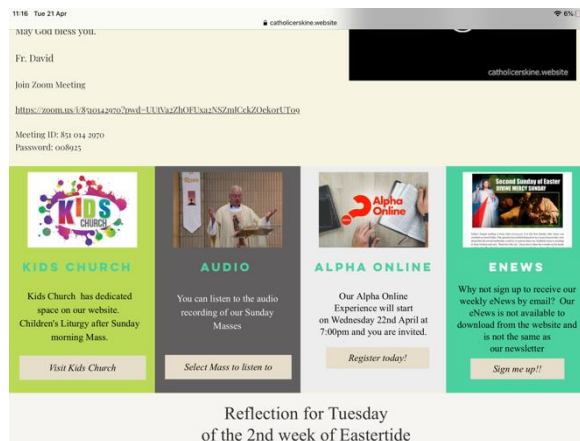 11:16 Tue 21 Apr
catholicerskine.website
6%
May God bless you.
Fr. David
catholicerskine.website
Join Zoom Meeting
Meeting ID: 851 014 2970
Password: 008925
KIDS
CHURCH
Alpha
Online
Second Sunday of Easter
DIVINE MERCY SUNDAY
KIDS CHURCH
Kids Church has dedicated
space on our website.
Children's Liturgy after Sunday
morning Mass.
Visit Kids Church
AUDIO
You can listen to the audio
recording of our Sunday
Masses
Select Mass to listen to
ALPHA ONLINE
Our Alpha Online
Experience will start
on Wednesday 22nd April at
7:00pm and you are invited.
Register today!
ENEWS
Why not sign up to receive our
weekly eNews by email? Our
eNews is not available to
download from the website and
is not the same as
our newsletter
Sign me up!!
Reflection for Tuesday
of the 2nd week of Eastertide